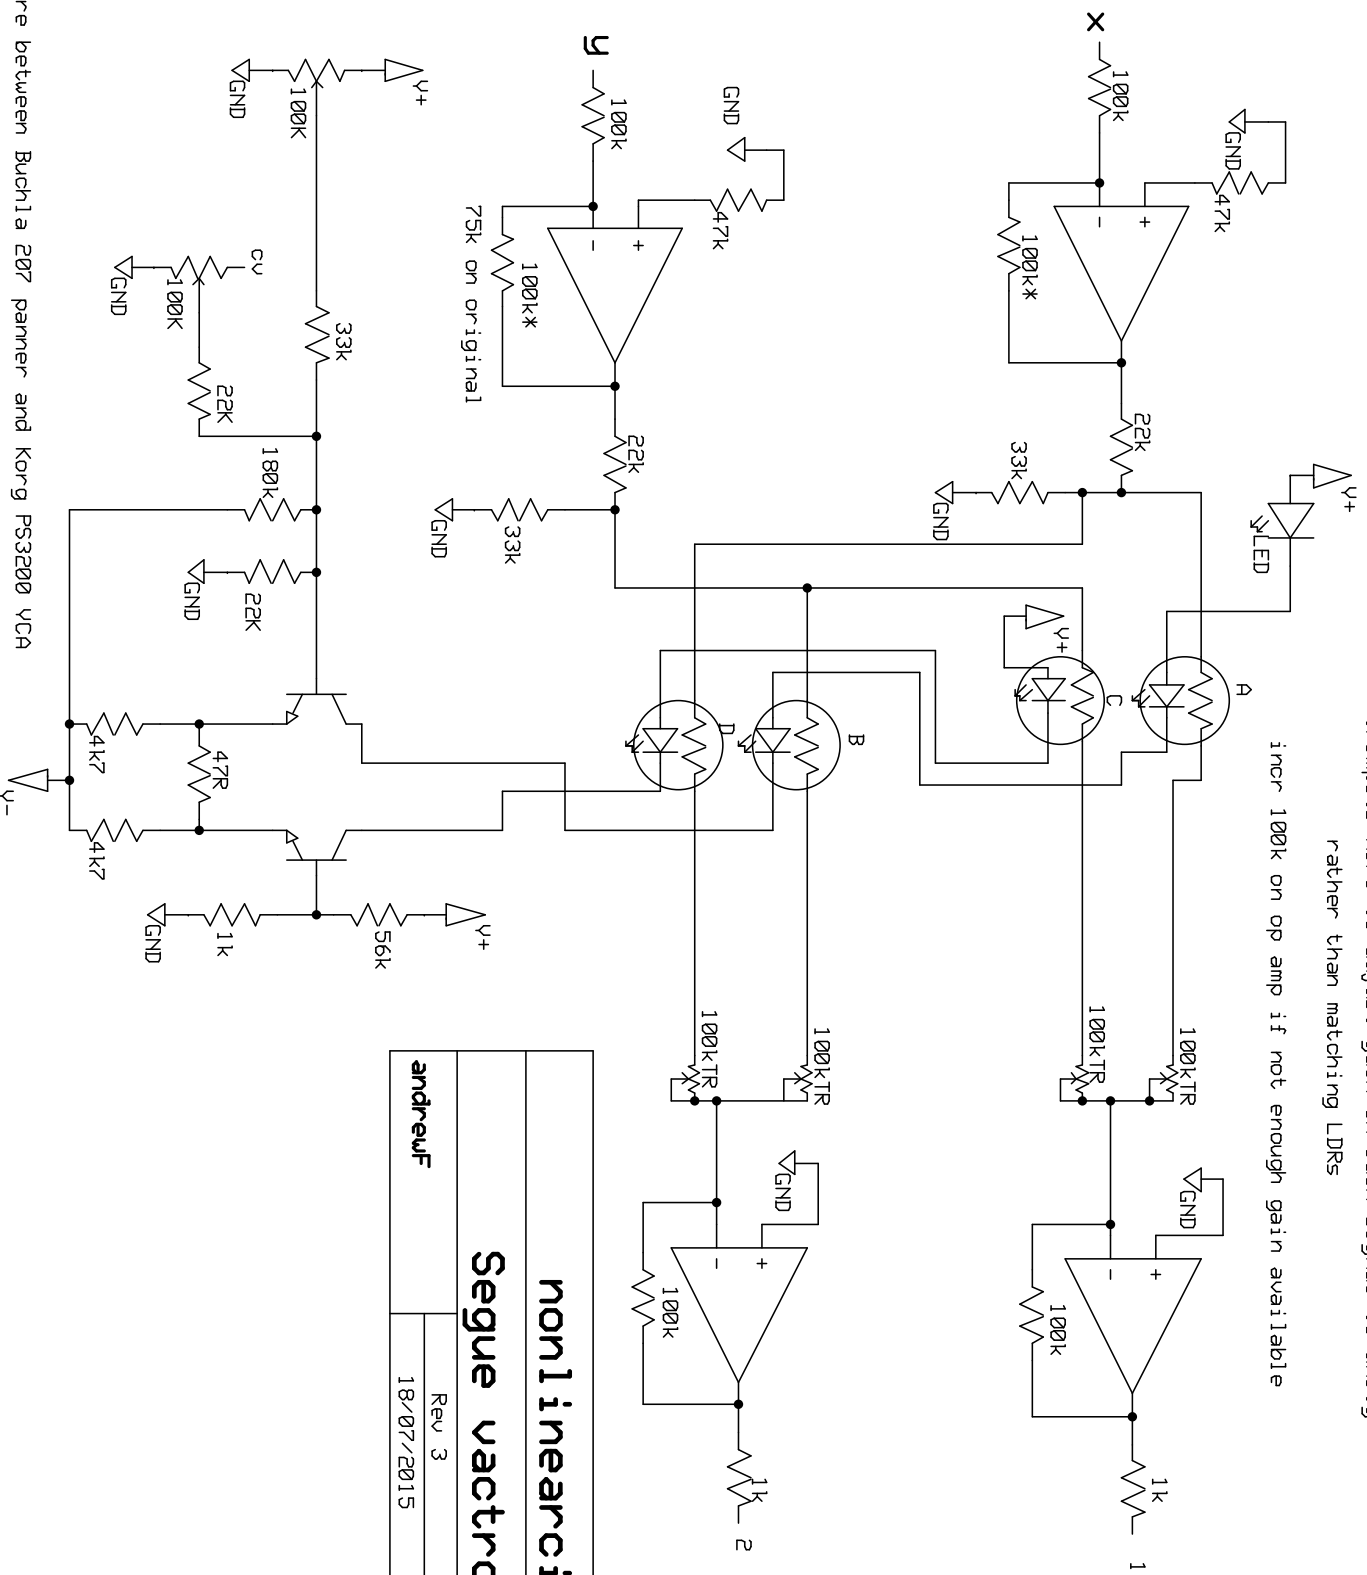 rather than matching LDRs
incr 100k on op amp if not enough gain available
x
100k
GND
47k
-
+
100k*
22k
33k
GND
V+
LED
A
V+
C
100kTR
100kTR
GND
-
+
100k
1k
1
y
100k
GND
47k
-
+
100k*
75k on original
22k
33k
GND
B
D
100kTR
100kTR
GND
-
+
100k
1k
2
V+
100K
GND
33k
cv
100K
GND
22K
180k
22K
GND
4k7
47R
4k7
V-
1k
GND
56k
V+
between Buchla 207 panner and Korg PS3200 VCA
Segue
andrewF
Rev 3
18/07/2015